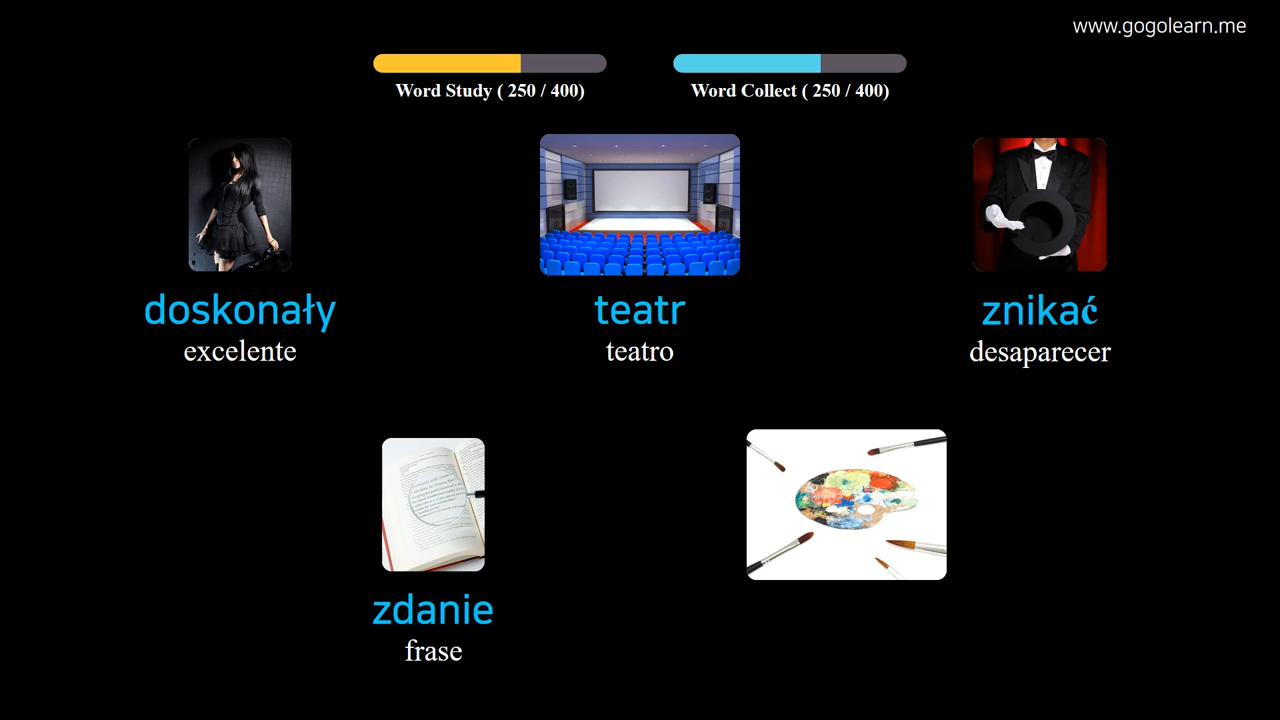 www.gogolearn.me
Word Study ( 250 / 400)
Word Collect ( 250 / 400)
doskonały
excelente
teatr
teatro
znikać
desaparecer
zdanie
frase